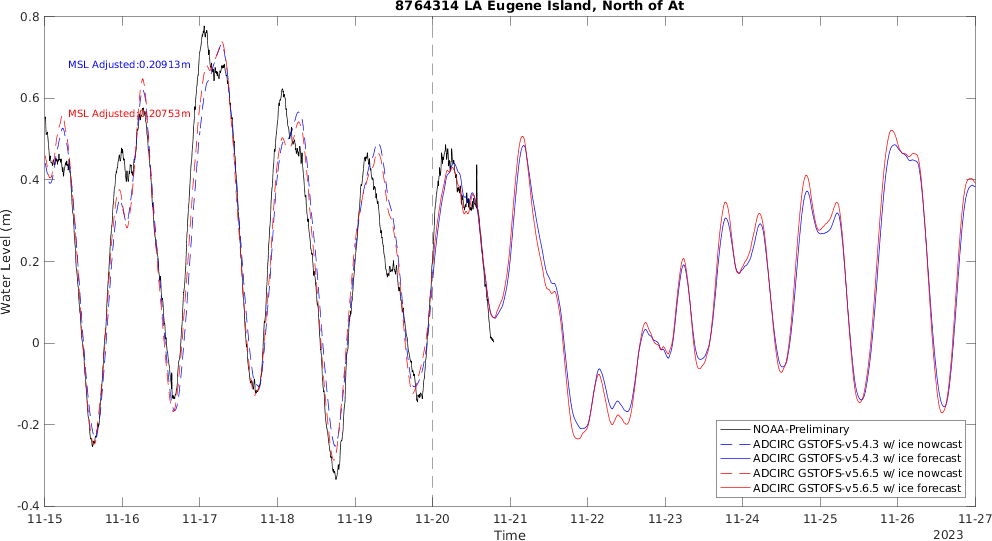 8764314 LA Eugene Island, North of At
0.8
0.6
0.4
0.2
0
-0.2
-0.4
Water Level (m)
MSL Adjusted:0.20913m
MSL Adjusted:0.20753m
NOAA-Preliminary
ADCIRC GSTOFS-v5.4.3 w/ ice nowcast
ADCIRC GSTOFS-v5.4.3 w/ ice forecast
ADCIRC GSTOFS-v5.6.5 w/ ice nowcast
ADCIRC GSTOFS-v5.6.5 w/ ice forecast
11-15 11-16 11-17 11-18 11-19 11-20 11-21 11-22 11-23 11-24 11-25 11-26 11-27
Time
2023